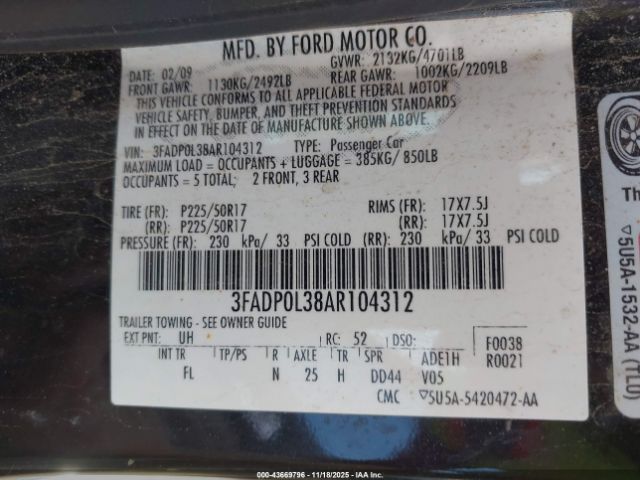 MFD. BY FORD MOTOR CO.
02/09 GVWR: 2132KG/4701LB
FRONT GAWR: 1130KG/2492LB REAR GAWR: 1002KG/2209LB
THIS VEHICLE CONFORMS TO ALL APPLICABLE FEDERAL MOTOR
VEHICLE SAFETY, BUMPER, AND THEFT PREVENTION STANDARDS
IN EFFECT ON THE DATE OF MANUFACTURE SHOWN ABOVE.
VIN: 3FADP0L38AR104312 TYPE: Passenger Car
MAXIMUM LOAD = OCCUPANTS + LUGGAGE = 385KG/ 850LB
OCCUPANTS = 5 TOTAL; 2 FRONT, 3 REAR
TIRE (FR): P225/50R17 RIMS (FR): 17X7.5J
(RR): P225/50R17 (RR): 17X7.5J
PRESSURE (FR): 230 kPa/ 33 PSI COLD (RR): 230 kPa/ 33 PSI COLD
3FADP0L38AR104312
TRAILER TOWING - SEE OWNER GUIDE
EXT PNT: UH RC: 52 DSO: F0038
INT TR TP/PS R AXLE TR SPR ADE1H R0021
FL N 25 H DD44 V05
CMC ▽5U5A-5420472-AA
▽5U5A-1532-AA (TLU)
000-43669796 - 11/18/2025 - IAA Inc.